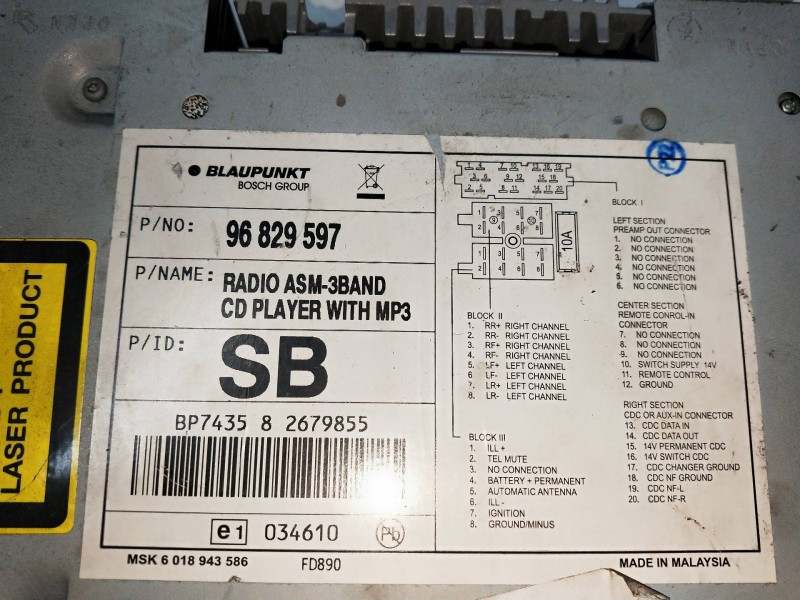 LASER PRODUCT
BLAUPUNKT
BOSCH GROUP
P/NO: 96 829 597
P/NAME: RADIO ASM-3BAND
CD PLAYER WITH MP3
P/ID: SB
BP7435 8 2679855
e1 034610
Pb
MSK 6 018 943 586 FD890
10A
BLOCK I
LEFT SECTION
PREAMP OUT CONNECTOR
1. NO CONNECTION
2. NO CONNECTION
3. NO CONNECTION
4. NO CONNECTION
5. NO CONNECTION
6. NO CONNECTION
CENTER SECTION
REMOTE CONROL-IN
CONNECTOR
7. NO CONNECTION
8. NO CONNECTION
9. NO CONNECTION
10. SWITCH SUPPLY 14V
11. REMOTE CONTROL
12. GROUND
RIGHT SECTION
CDC OR AUX-IN CONNECTOR
13. CDC DATA IN
14. CDC DATA OUT
15. 14V PERMANENT CDC
16. 14V SWITCH CDC
17. CDC CHANGER GROUND
18. CDC NF GROUND
19. CDC NF-L
20. CDC NF-R
BLOCK II
1. RR+ RIGHT CHANNEL
2. RR- RIGHT CHANNEL
3. RF+ RIGHT CHANNEL
4. RF- RIGHT CHANNEL
5. LF+ LEFT CHANNEL
6 LF- LEFT CHANNEL
7. LR+ LEFT CHANNEL
8. LR- LEFT CHANNEL
BLOCK III
1. ILL +
2. TEL MUTE
3. NO CONNECTION
4. BATTERY + PERMANENT
5. AUTOMATIC ANTENNA
6. ILL -
7. IGNITION
8. GROUND/MINUS
MADE IN MALAYSIA